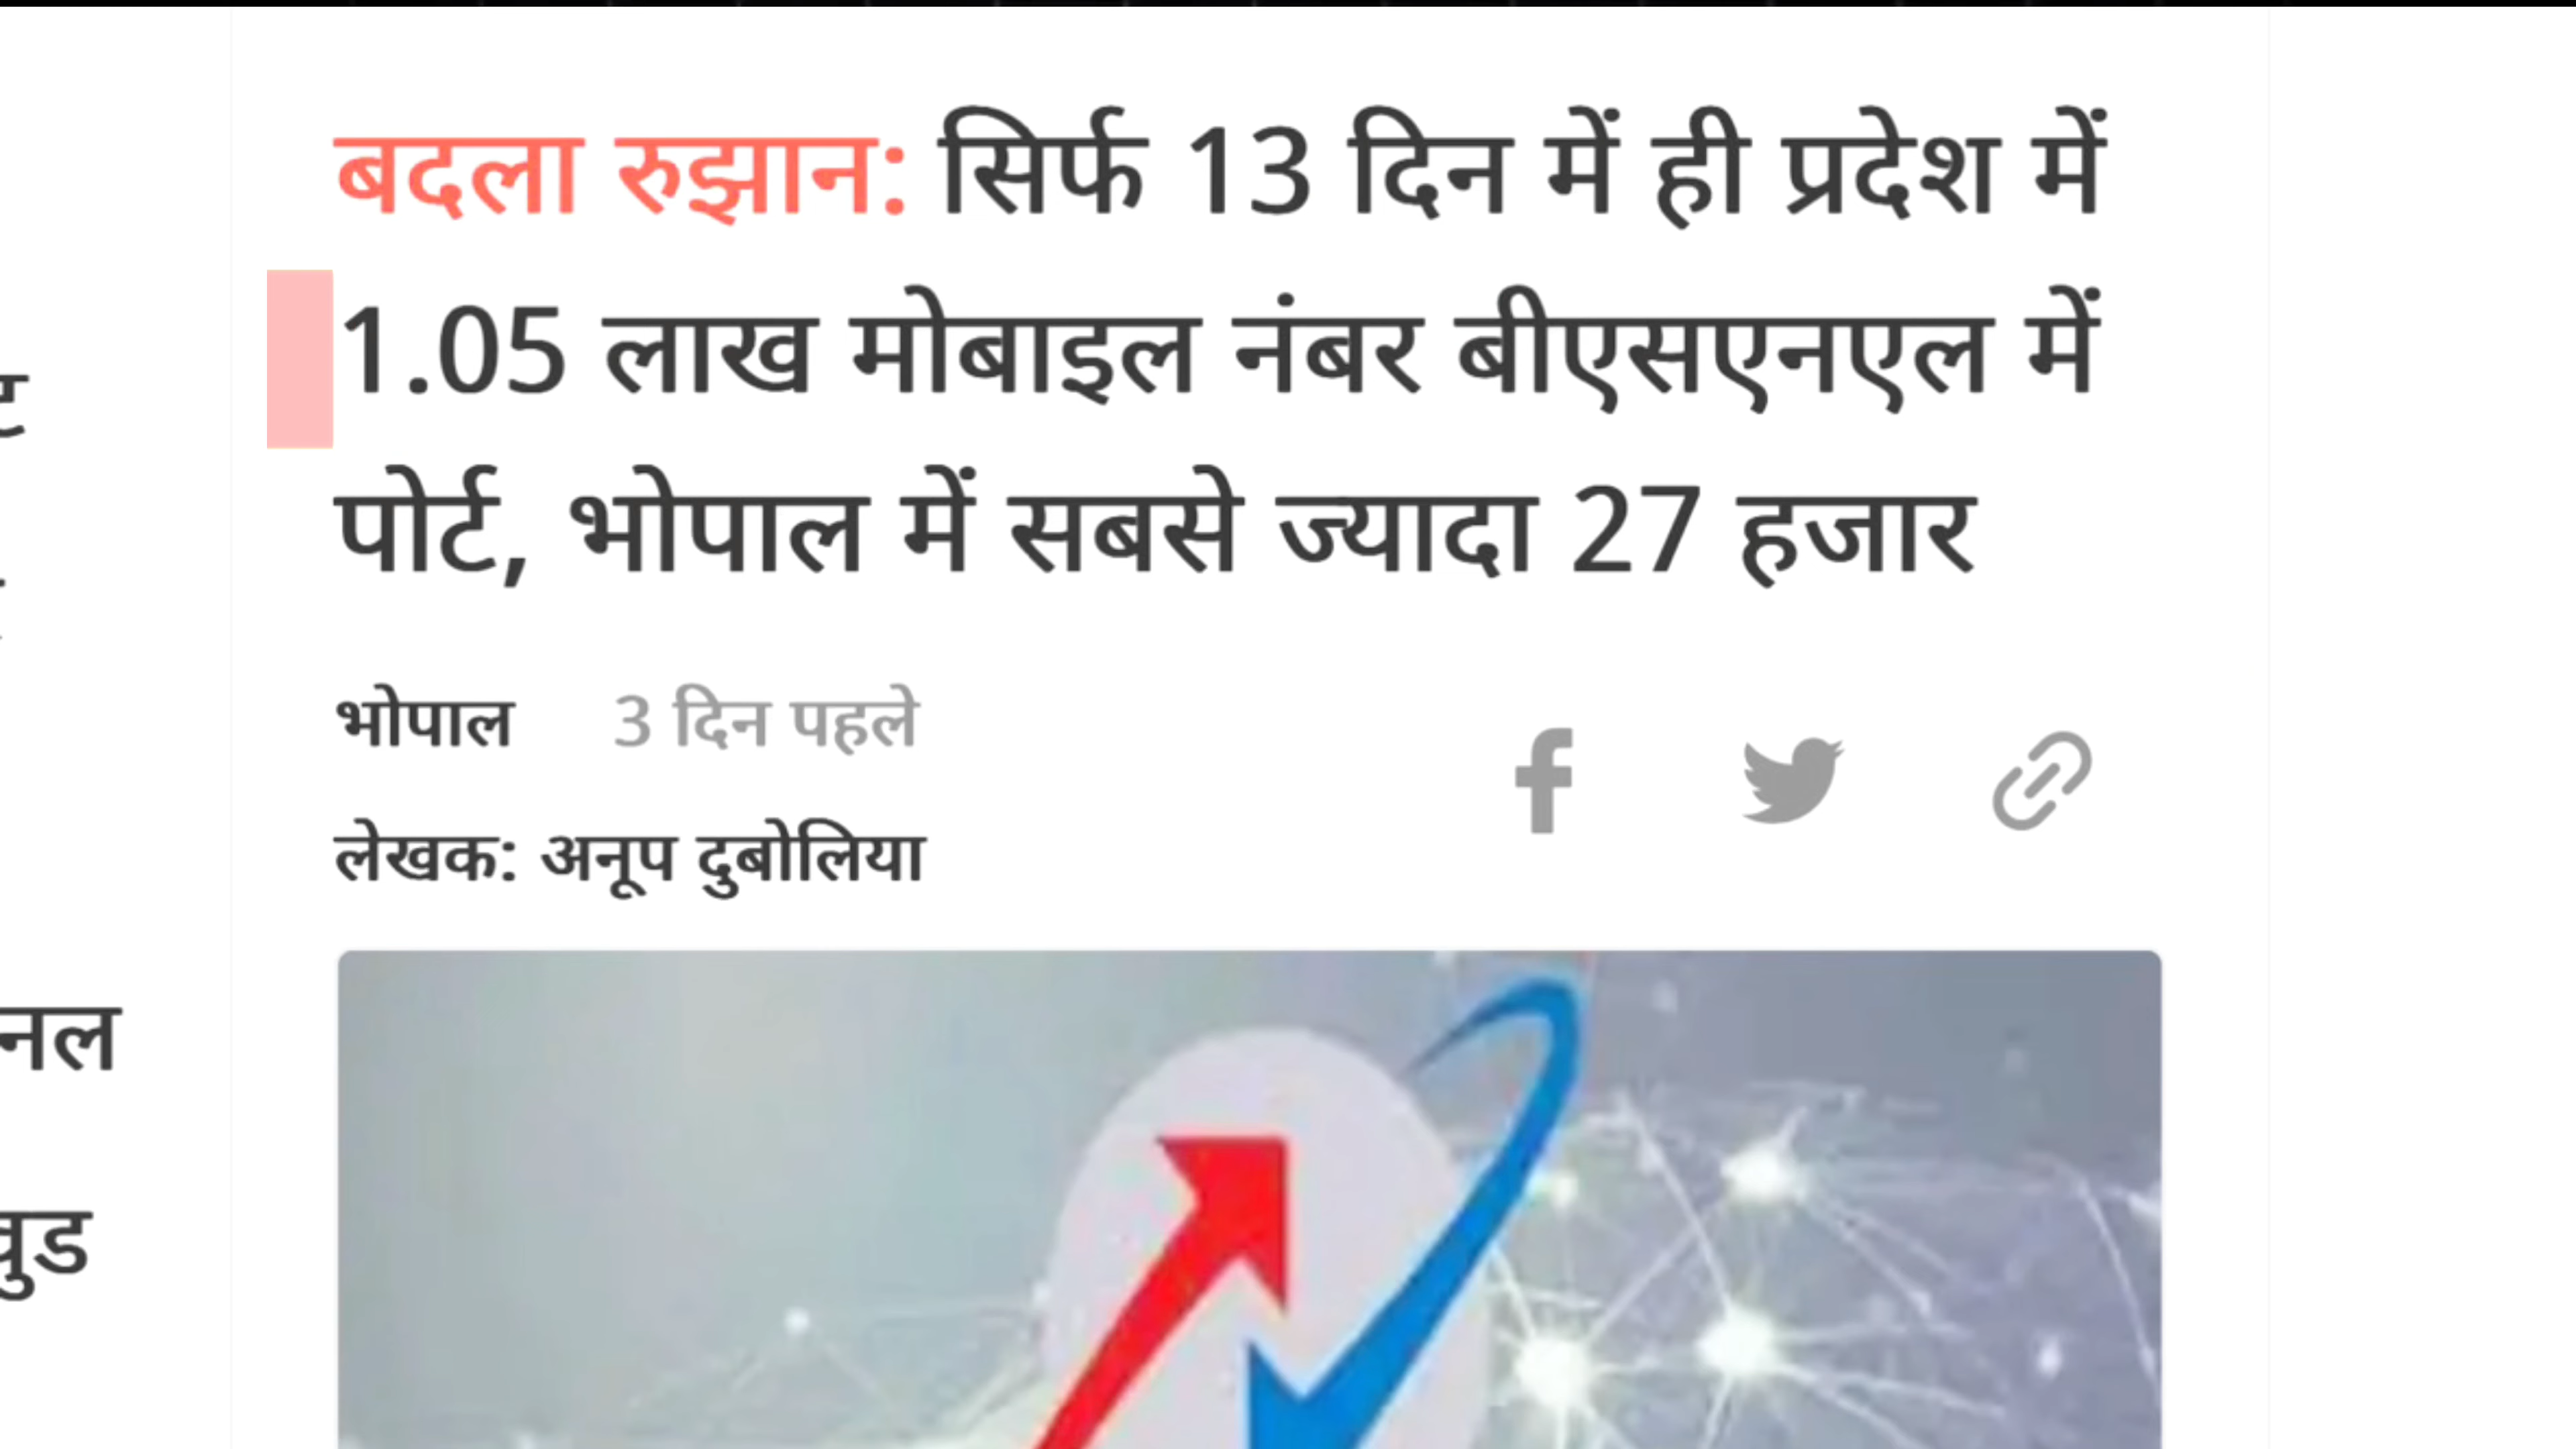 बदला रुझान: सिर्फ 13 दिन में ही प्रदेश में
1.05 लाख मोबाइल नंबर बीएसएनएल में
पोर्ट, भोपाल में सबसे ज्यादा 27 हजार
भोपाल 3 दिन पहले
लेखक: अनूप दुबोलिया
नल
वुड